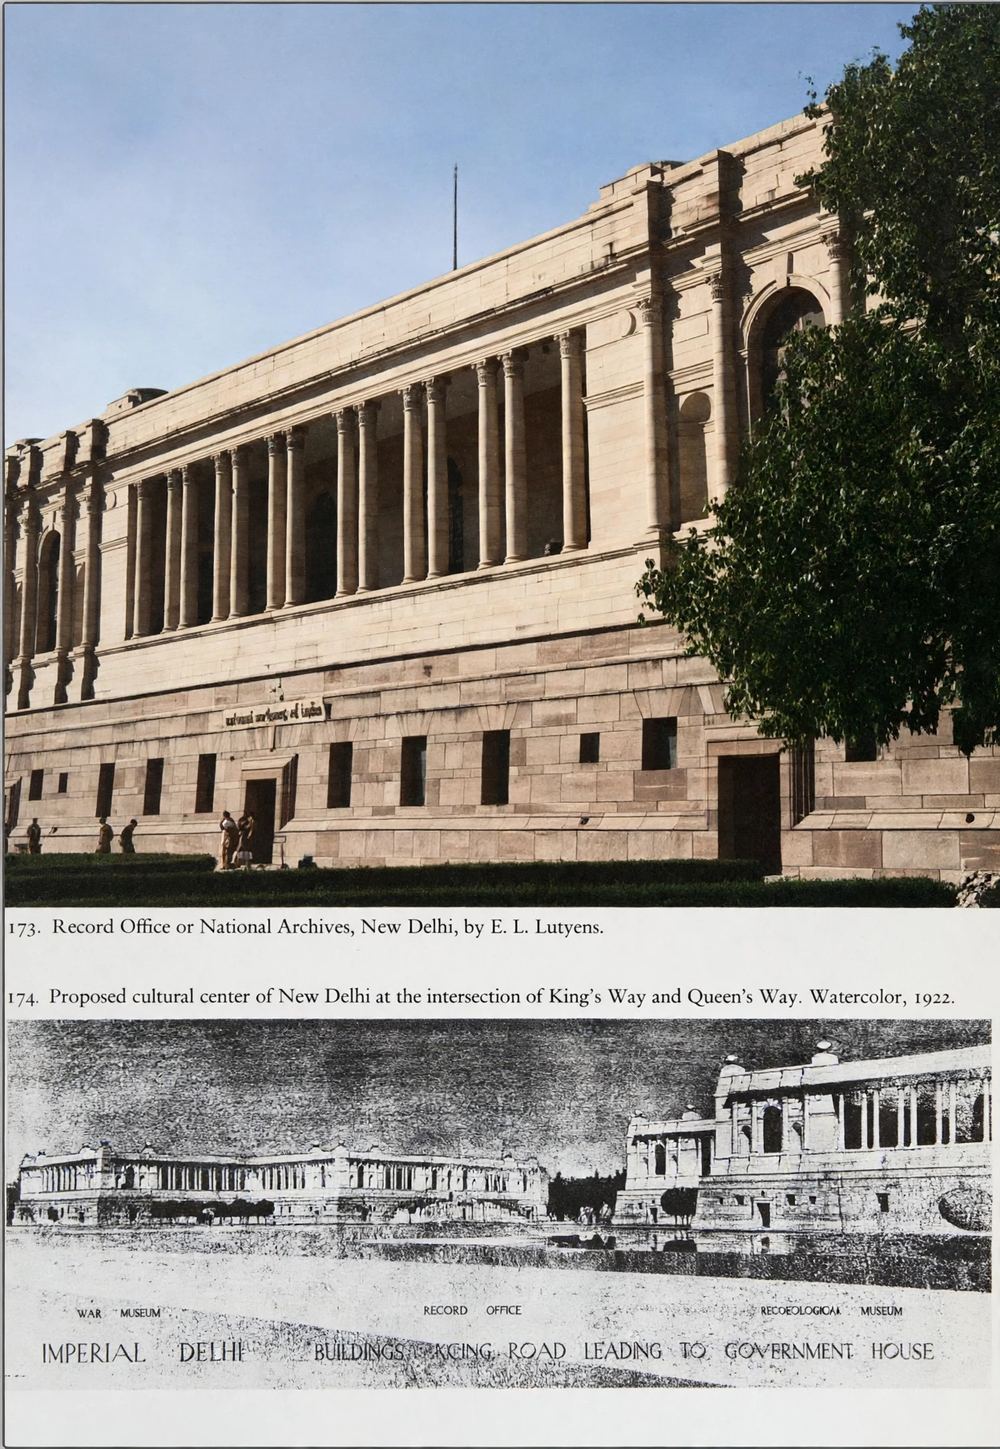 of india
173. Record Office or National Archives, New Delhi, by E. L. Lutyens.
174. Proposed cultural center of New Delhi at the intersection of King's Way and Queen's Way. Watercolor, 1922.
WAR MUSEUM RECORD OFFICE MUSEUM
IMPERIAL DELHI BUILDINGS ROAD LEADING TO GOVERNMENT HOUSE